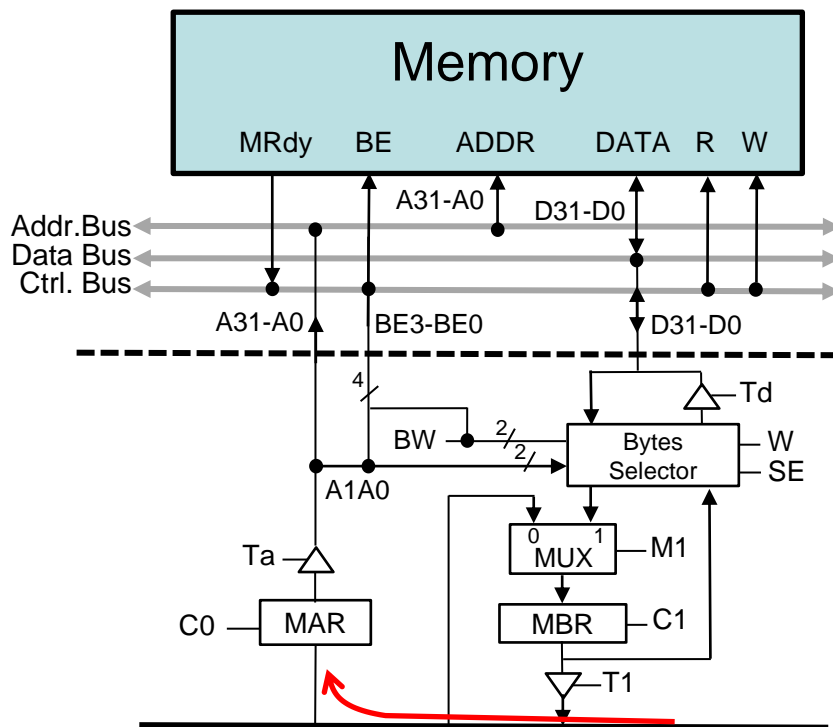 Memory
MRdy BE ADDR DATA R W
A31-A0 D31-D0
Addr.Bus
Data Bus
Ctrl. Bus
A31-A0 BE3-BE0 D31-D0
4 Td
BW 2 Bytes W
2 Selector SE
A1A0
0 1
Ta MUX M1
C0 MAR MBR C1
T1